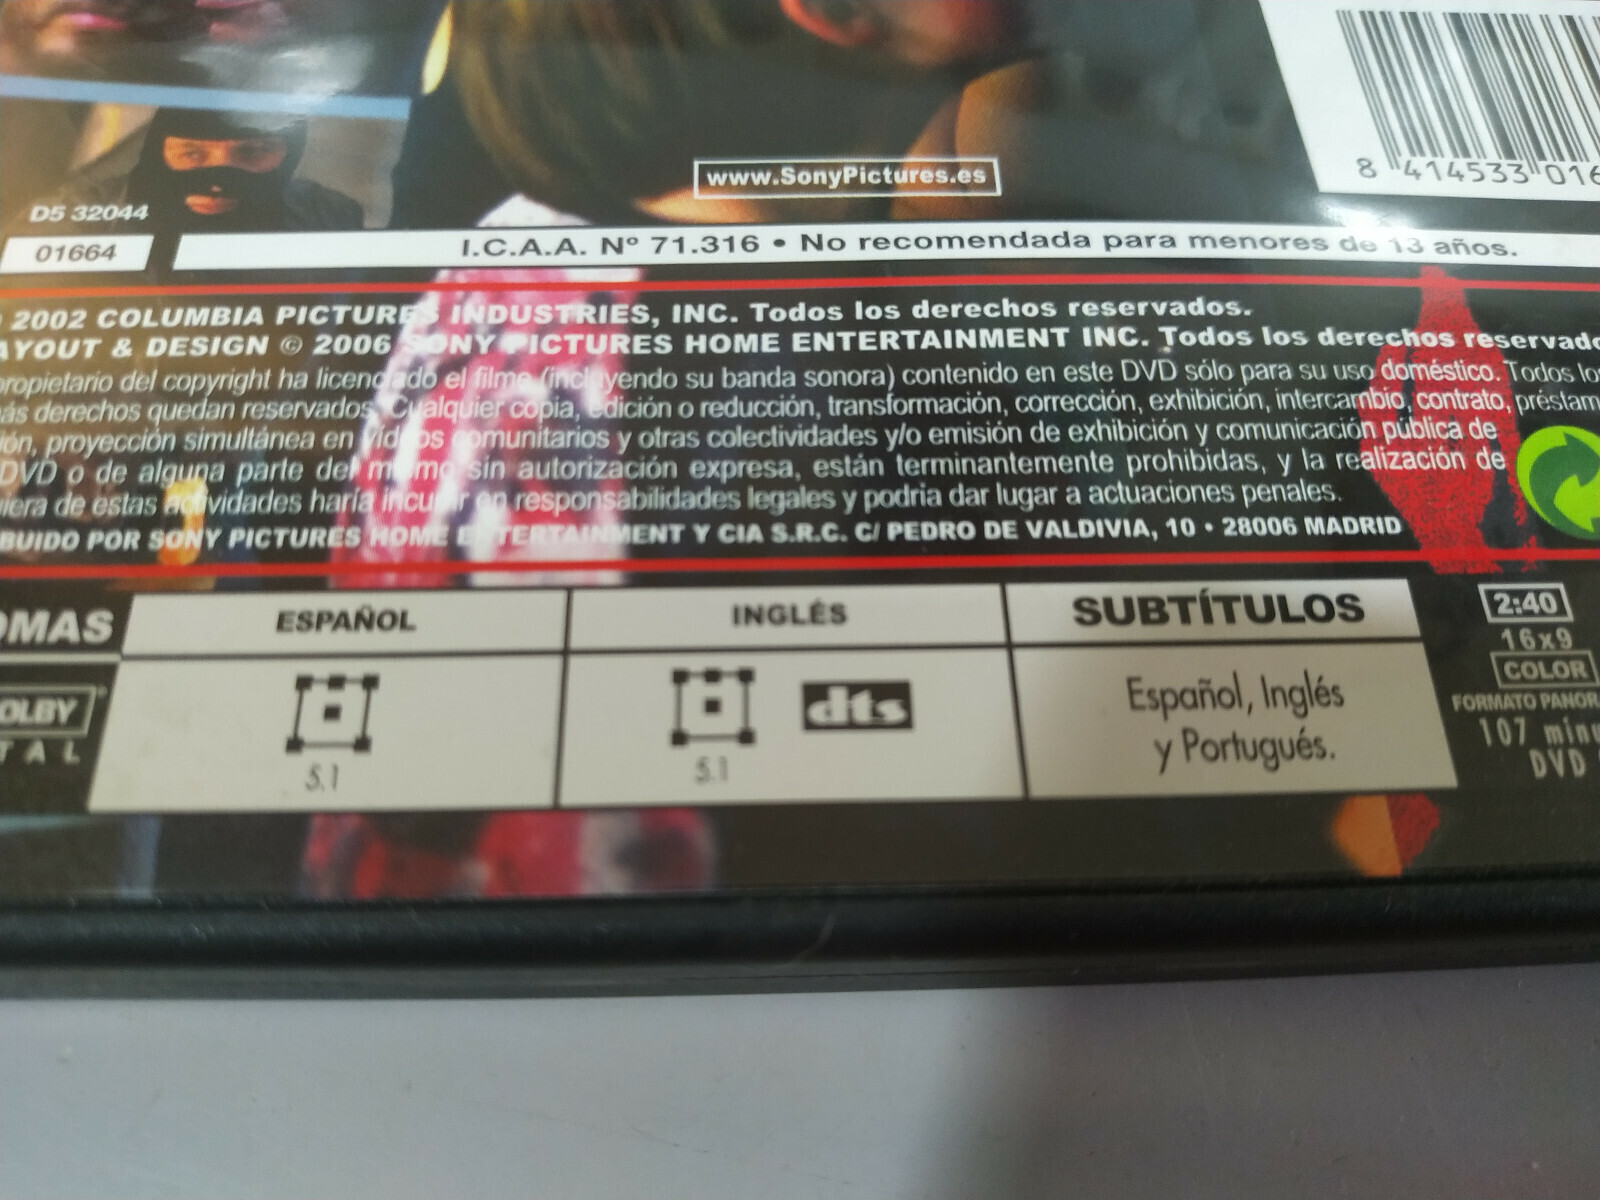 www.SonyPictures.es
8 414533 016
D5 32044
01664
I.C.A.A. Nº 71.316 • No recomendada para menores de 13 años.
2002 COLUMBIA PICTURES INDUSTRIES, INC. Todos los derechos reservados.
AYOUT & DESIGN © 2006 SONY PICTURES HOME ENTERTAINMENT INC. Todos los derechos reservado
propietario del copyright ha licenciado el filme (incluyendo su banda sonora) contenido en este DVD sólo para su uso doméstico. Todos lo
ás derechos quedan reservados. Cualquier copia, edición o reducción, transformación, corrección, exhibición, intercambio, contrato, préstam
ión, proyección simultánea en vídeos comunitarios y otras colectividades y/o emisión de exhibición y comunicación pública de
DVD o de alguna parte del mismo sin autorización expresa, están terminantemente prohibidas, y la realización de
iera de estas actividades haría incurrir en responsabilidades legales y podria dar lugar a actuaciones penales.
BUIDO POR SONY PICTURES HOME ENTERTAINMENT Y CIA S.R.C. C/ PEDRO DE VALDIVIA, 10 • 28006 MADRID
OMAS ESPAÑOL INGLÉS SUBTÍTULOS
OLBY
TAL
5.1
5.1
dts
Español, Inglés
y Portugués.
2:40
16x9
COLOR
FORMATO PANOR
107 minu
DVD